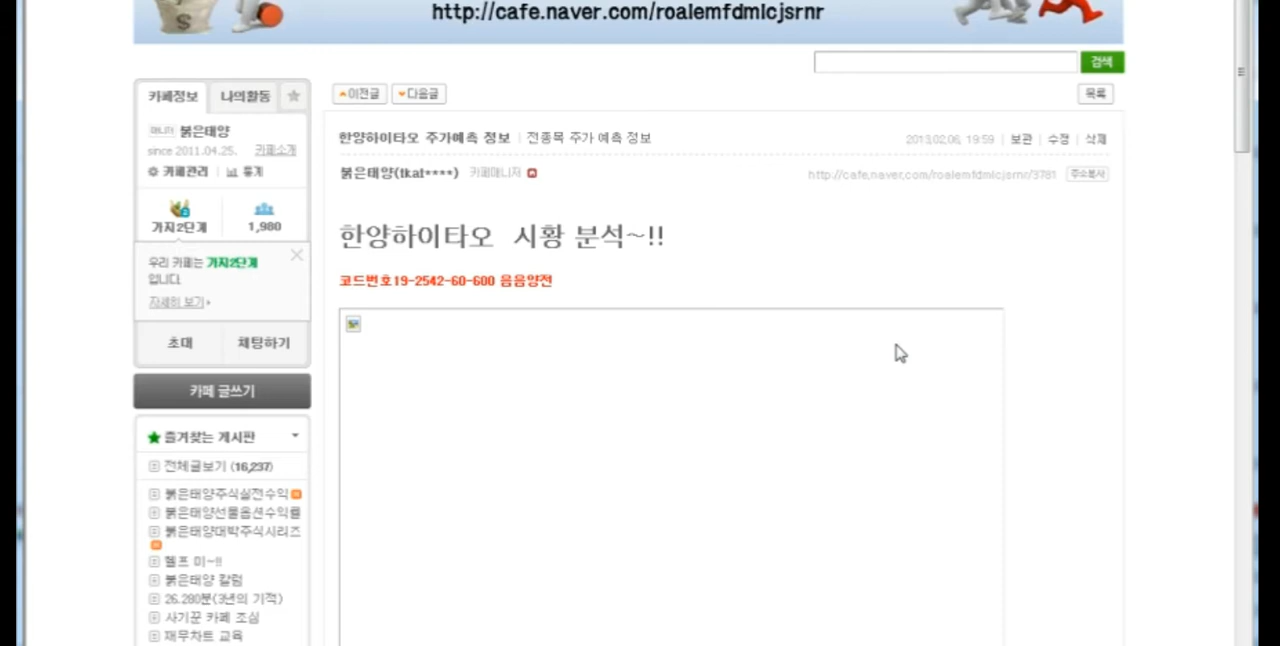 http://cafe.naver.com/roalemfdmlcjsrnr
검색
카페정보 나의활동
이전글 다음글
목록
매니저 붉은태양
since 2011.04.25. 카페소개
카페관리 통계
가지2단계 1,980
우리 카페는 가지2단계
입니다.
자세히 보기
초대 채팅하기
카페 글쓰기
즐겨찾는 게시판
전체글보기 (16,237)
붉은태양주식실전수익
붉은태양선물옵션수익률
붉은태양대박주식시리즈
헬프 미~!!
붉은태양 칼럼
26.280분(3년의 기적)
사기꾼 카페 조심
재무차트 교육
한양하이타오 주가예측 정보 | 전종목 주가 예측 정보
2013.02.06. 19:59 | 보관 | 수정 | 삭제
붉은태양(tkat****) 카페매니저
http://cafe.naver.com/roalemfdmlcjsrnr/3781 주소복사
한양하이타오 시황 분석~!!
코드번호19-2542-60-600 음음양전